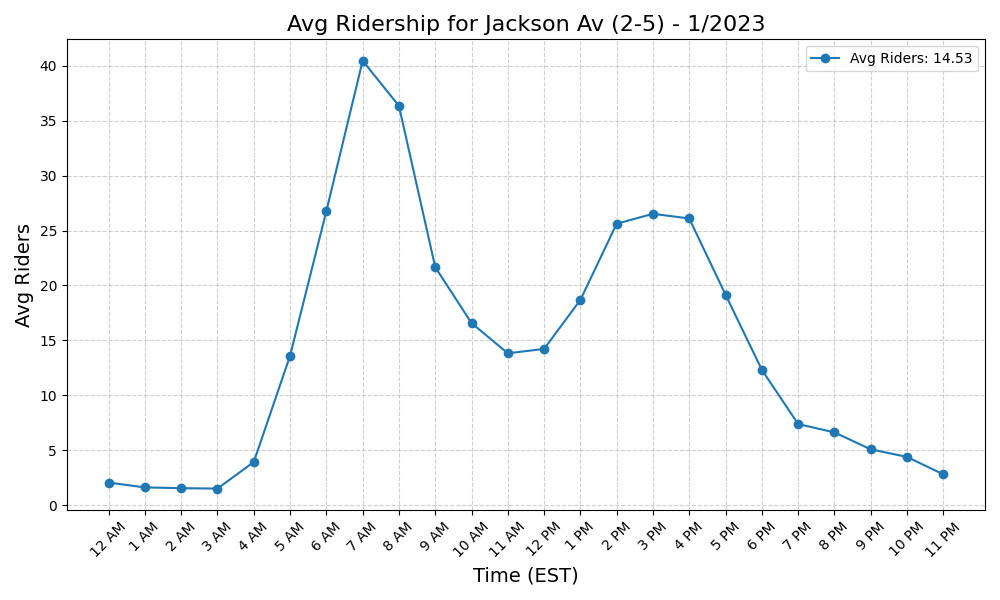 Avg Ridership for Jackson Av (2-5) - 1/2023
Avg Riders: 14.53
Avg Riders
40
35
30
25
20
15
10
5
0
12 AM
1 AM
2 AM
3 AM
4 AM
5 AM
6 AM
7 AM
8 AM
9 AM
10 AM
11 AM
12 PM
1 PM
2 PM
3 PM
4 PM
5 PM
6 PM
7 PM
8 PM
9 PM
10 PM
11 PM
Time (EST)